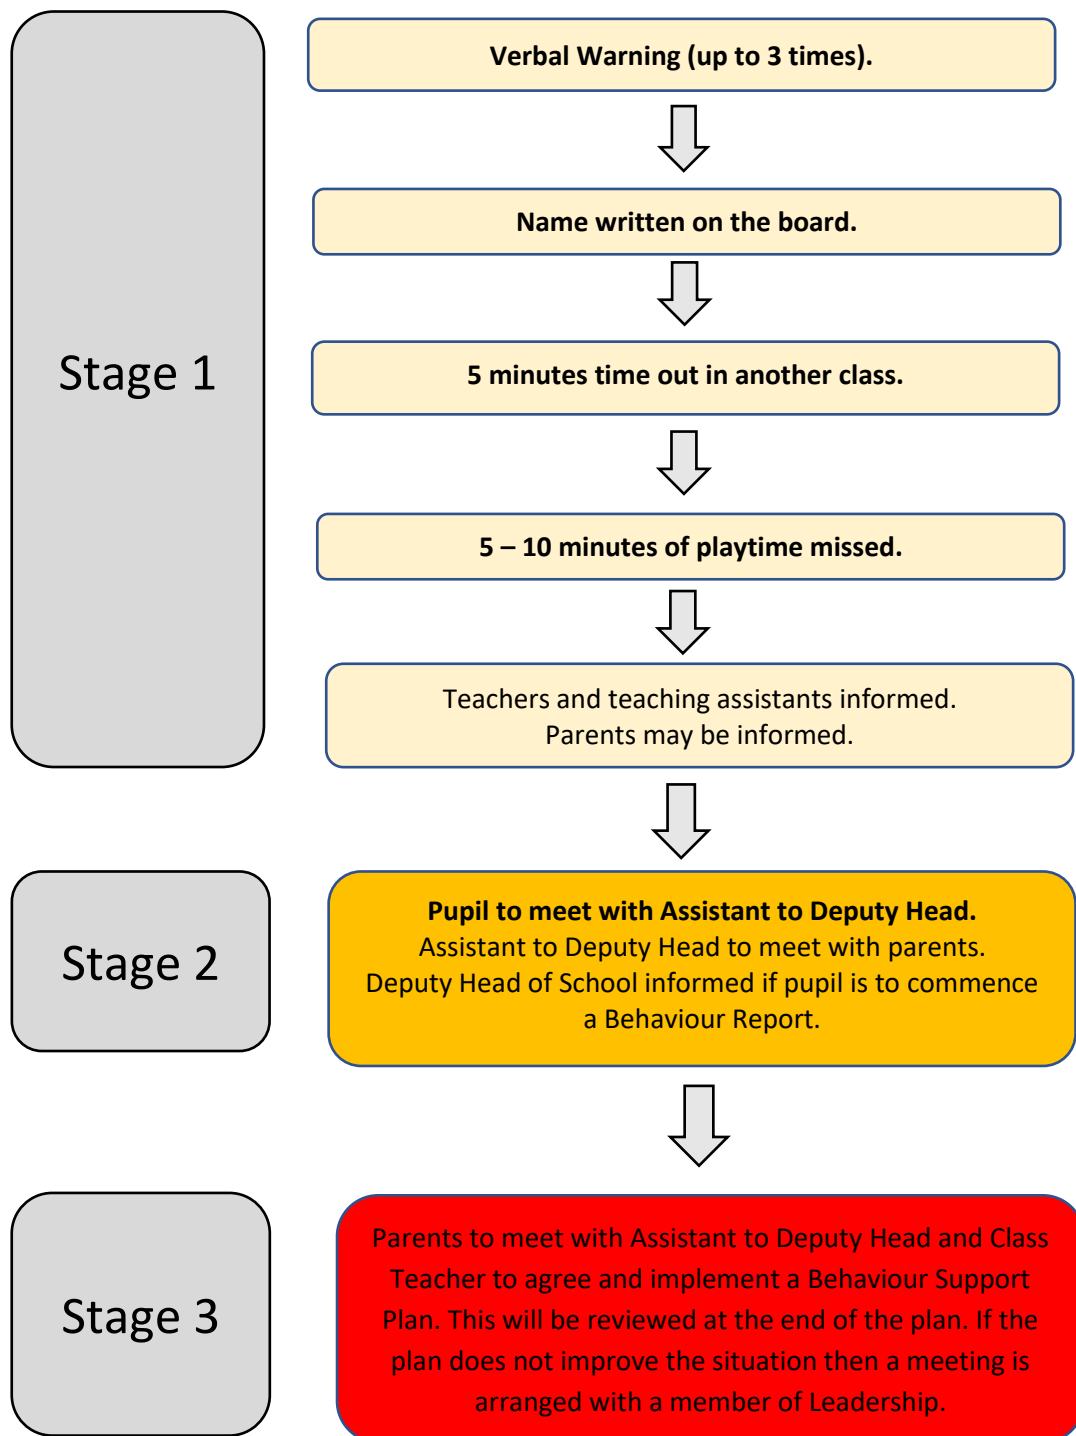 Stage 1
Verbal Warning (up to 3 times).
Name written on the board.
5 minutes time out in another class.
5 – 10 minutes of playtime missed.
Teachers and teaching assistants informed.
Parents may be informed.
Stage 2
Pupil to meet with Assistant to Deputy Head.
Assistant to Deputy Head to meet with parents.
Deputy Head of School informed if pupil is to commence
a Behaviour Report.
Stage 3
Parents to meet with Assistant to Deputy Head and Class
Teacher to agree and implement a Behaviour Support
Plan. This will be reviewed at the end of the plan. If the
plan does not improve the situation then a meeting is
arranged with a member of Leadership.